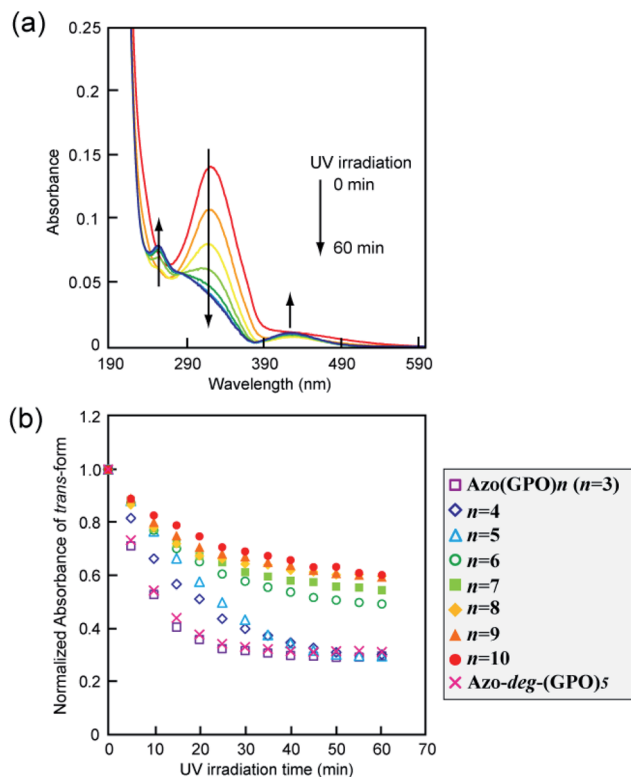 (a)
0.25
0.2
0.15
0.1
0.05
0
Absorbance
UV irradiation
0 min
60 min
190 290 390 490 590
Wavelength (nm)
(b)
1.2
1.0
0.8
0.6
0.4
0.2
0
Normalized Absorbance of trans-form
0 10 20 30 40 50 60 70
UV irradiation time (min)
Azo(GPO)n (n=3)
n=4
n=5
n=6
n=7
n=8
n=9
n=10
Azo-deg-(GPO)5